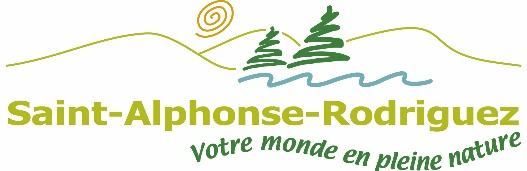 Saint-Alphonse-Rodriguez
Votre monde en pleine nature